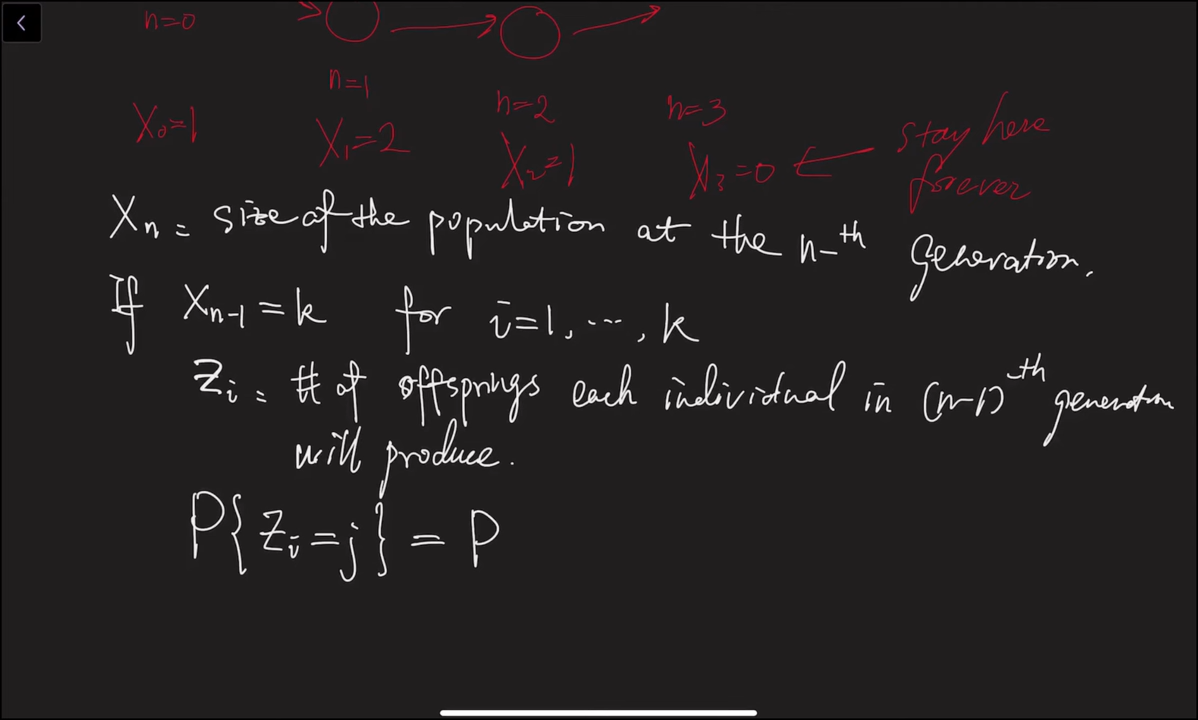 n=0
n=1
n=2
n=3
X₀=1
X₁=2
X₂=1
X₃=0
stay here
forever
Xₙ = size of the population at the n-th generation.
If Xₙ₋₁ = k for i=1, ..., k
Zᵢ = # of offsprings each individual in (n-1)-th generation
will produce.
P{Zᵢ=j} = P